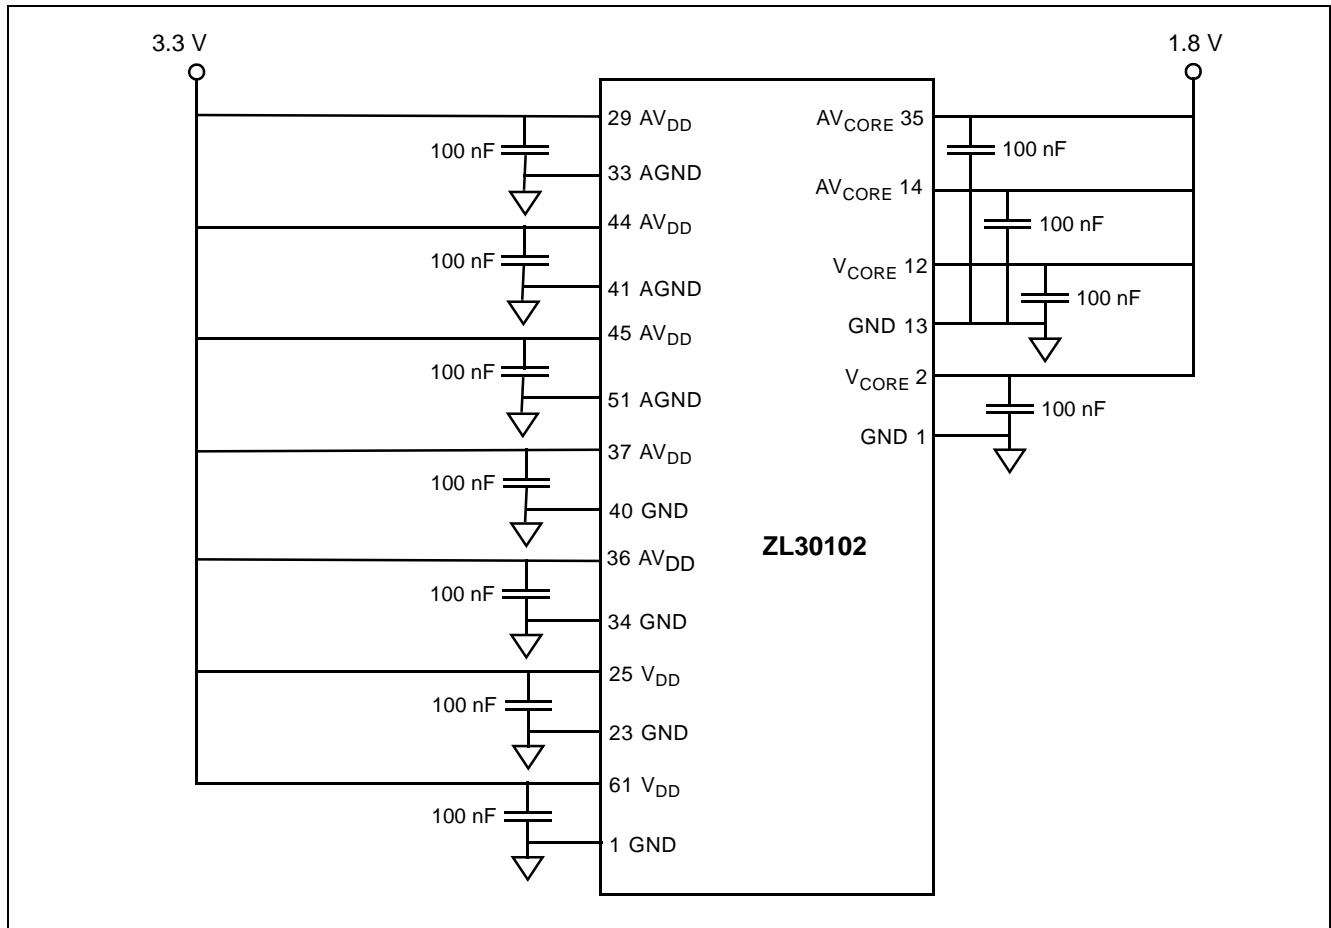 3.3 V
1.8 V
29 AVDD
100 nF
33 AGND
44 AVDD
100 nF
41 AGND
45 AVDD
100 nF
51 AGND
37 AVDD
100 nF
40 GND
36 AVDD
100 nF
34 GND
25 VDD
100 nF
23 GND
61 VDD
100 nF
1 GND
ZL30102
AVCORE 35
100 nF
AVCORE 14
100 nF
VCORE 12
100 nF
GND 13
VCORE 2
100 nF
GND 1